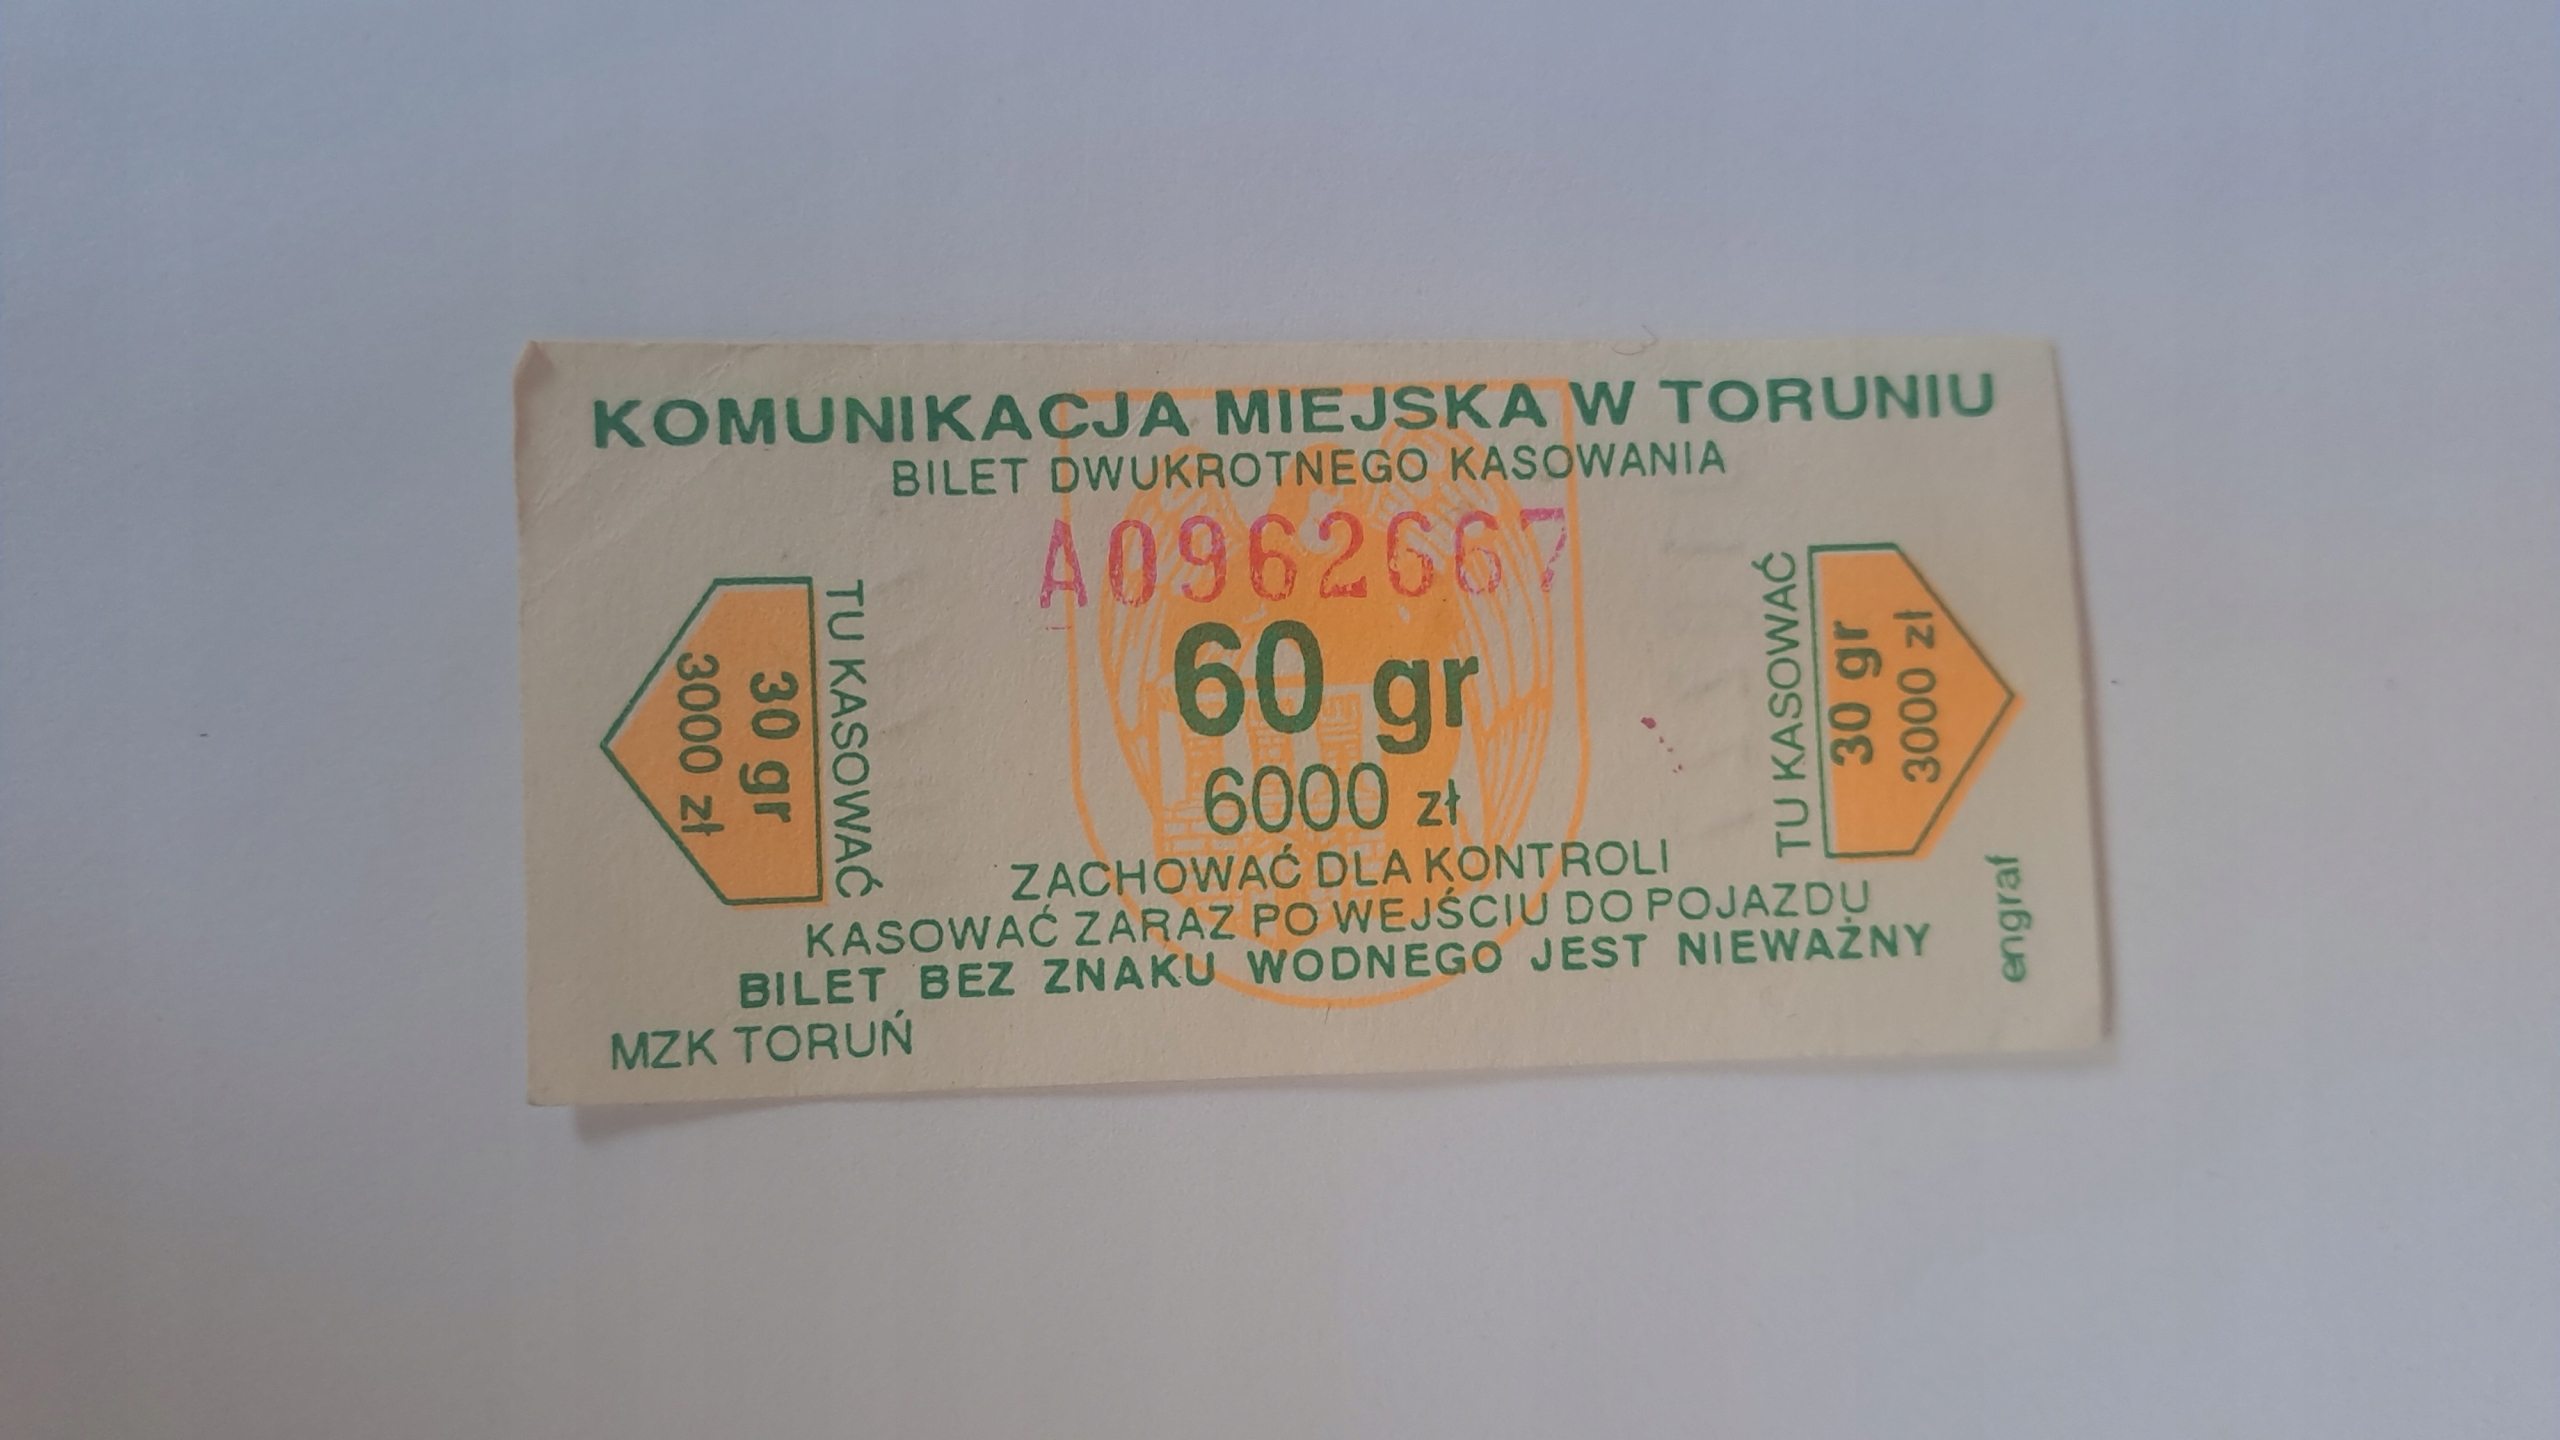 KOMUNIKACJA MIEJSKA W TORUNIU
BILET DWUKROTNEGO KASOWANIA
A0962667
60 gr
6000 zł
TU KASOWAĆ
30 gr
3000 zł
TU KASOWAĆ
30 gr
3000 zł
ZACHOWAĆ DLA KONTROLI
KASOWAĆ ZARAZ PO WEJŚCIU DO POJAZDU
BILET BEZ ZNAKU WODNEGO JEST NIEWAŻNY
MZK TORUŃ
engraf